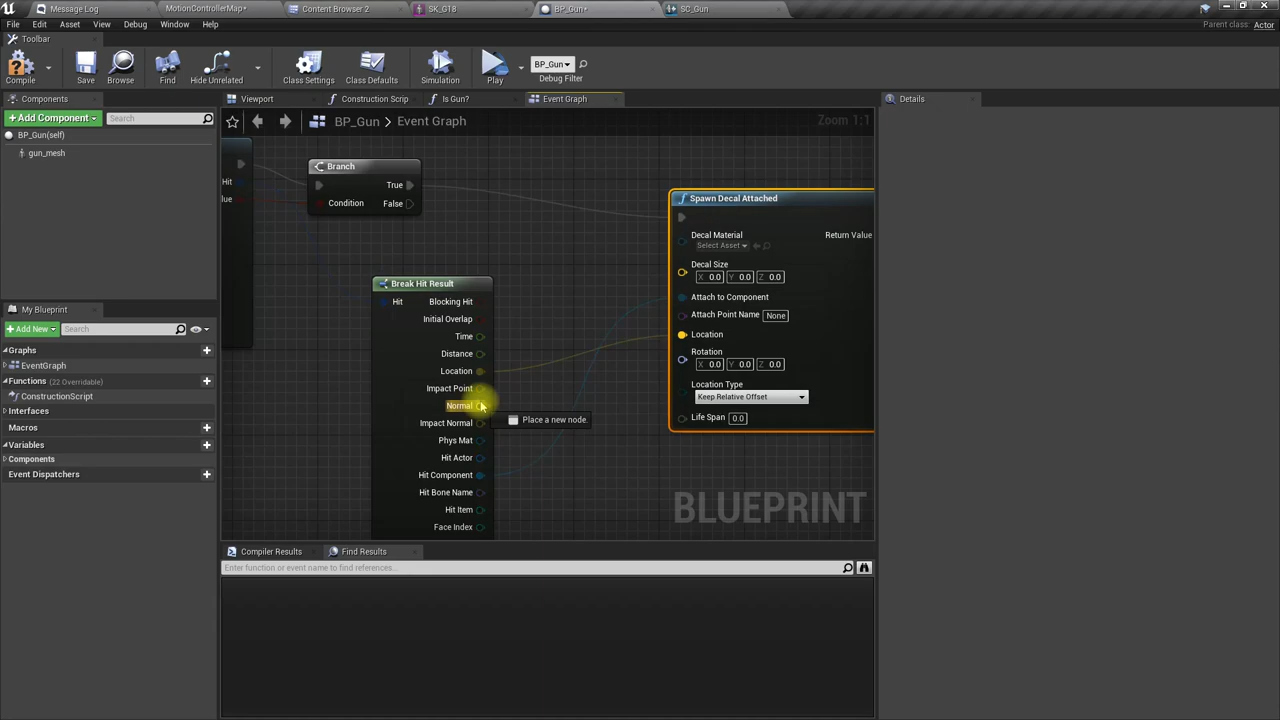 Message Log
MotionControllerMap*
Content Browser 2
SK_G18
BP_Gun*
SC_Gun
File
Edit
Asset
View
Debug
Window
Help
Parent class: Actor
Toolbar
Compile
Save
Browse
Find
Hide Unrelated
Class Settings
Class Defaults
Simulation
Play
BP_Gun
Debug Filter
Components
Add Component
Search
BP_Gun(self)
gun_mesh
Viewport
Construction Scrip
Is Gun?
Event Graph
Details
BP_Gun > Event Graph
Zoom 1:1
Hit
lue
Branch
True
Condition
False
Break Hit Result
Hit
Blocking Hit
Initial Overlap
Time
Distance
Location
Impact Point
Normal
Impact Normal
Phys Mat
Hit Actor
Hit Component
Hit Bone Name
Hit Item
Face Index
Place a new node.
Spawn Decal Attached
Decal Material
Return Value
Select Asset
Decal Size
X 0.0 Y 0.0 Z 0.0
Attach to Component
Attach Point Name None
Location
Rotation
X 0.0 Y 0.0 Z 0.0
Location Type
Keep Relative Offset
Life Span 0.0
BLUEPRINT
My Blueprint
Add New
Search
Graphs
EventGraph
Functions (22 Overridable)
ConstructionScript
Interfaces
Macros
Variables
Components
Event Dispatchers
Compiler Results
Find Results
Enter function or event name to find references...